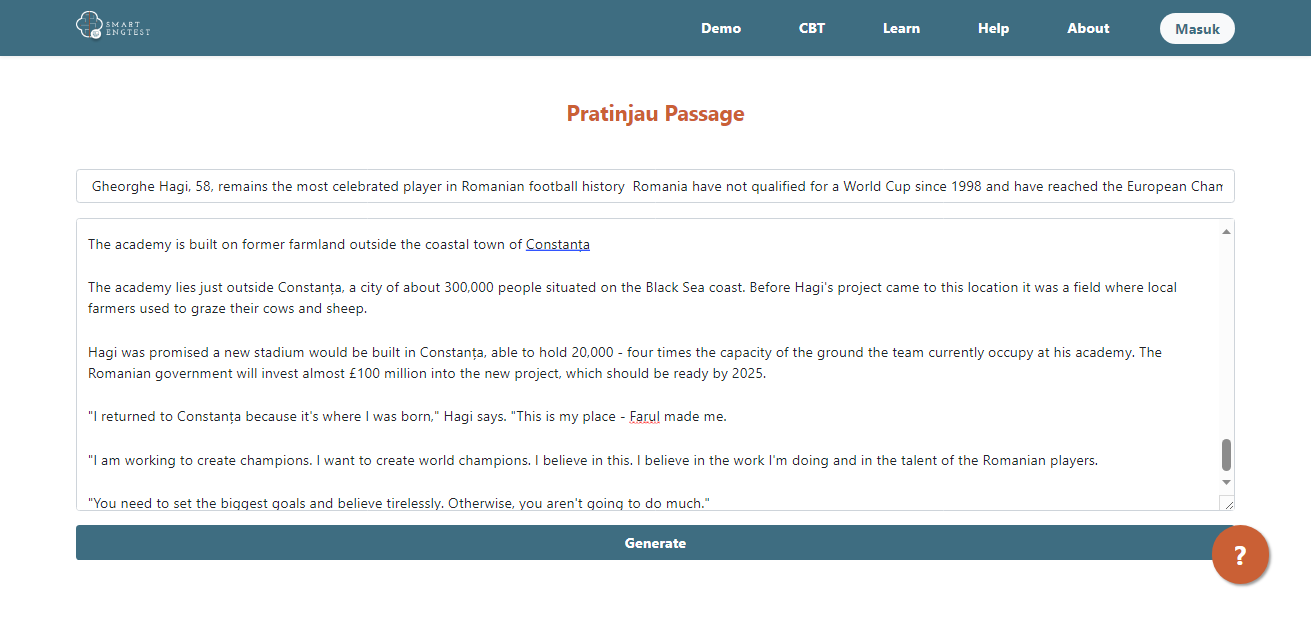 SMART
ENGTEST
Demo
CBT
Learn
Help
About
Masuk
Pratinjau Passage
Gheorghe Hagi, 58, remains the most celebrated player in Romanian football history  Romania have not qualified for a World Cup since 1998 and have reached the European Cham
The academy is built on former farmland outside the coastal town of Constanța
The academy lies just outside Constanța, a city of about 300,000 people situated on the Black Sea coast. Before Hagi's project came to this location it was a field where local
farmers used to graze their cows and sheep.
Hagi was promised a new stadium would be built in Constanța, able to hold 20,000 - four times the capacity of the ground the team currently occupy at his academy. The
Romanian government will invest almost £100 million into the new project, which should be ready by 2025.
"I returned to Constanța because it's where I was born," Hagi says. "This is my place - Farul made me.
"I am working to create champions. I want to create world champions. I believe in this. I believe in the work I'm doing and in the talent of the Romanian players.
"You need to set the biggest goals and believe tirelessly. Otherwise, you aren't going to do much."
Generate
?